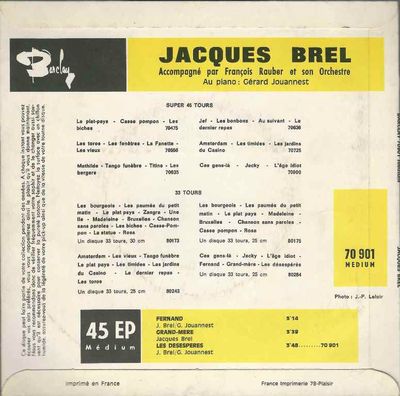 Barclay
JACQUES BREL
Accompagné par François Rauber et son Orchestre
Au piano : Gérard Jouannest
SUPER 45 TOURS
Le plat-pays - Casse pompon - Les
biches 70475
Les toros - Les fenêtres - La Fanette -
Les vieux
Mathilde - Tango funèbre - Titine - Les
bergers 70635
Jef - Les bonbons - Au suivant - Le
dernier repas
Amsterdam - Les timides - Les jardins
du Casino 70725
Ces gens-là - Jacky - L'âge idiot
33 TOURS
Les bourgeois - Les paumés du petit
matin - Le plat pays - Zangra - Une
île - Madeleine - Bruxelles - Chanson
sans paroles - Les biches - Casse-Pom-
pon - La statue - Rosa
Un disque 33 tours, 30 cm 80173
Amsterdam - Les vieux - Tango funèbre
Le plat pays - Les timides - Les jardins
du Casino - Le dernier repas -
Les toros
Un disque 33 tours, 25 cm 80243
Les bourgeois - Les paumés du petit
matin - Le plat pays - Madeleine -
Bruxelles - Chanson sans paroles -
Casse pompon - Rosa
Un disque 33 tours, 25 cm 80175
Ces gens-là - Jacky - L'âge idiot -
Fernand - Grand-mère - Les désespérés
Un disque 33 tours, 25 cm 80284
70 901
MEDIUM
Photo : J.-P. Leloir
45 EP
Médium
FERNAND 5'14
J. Brel/G. Jouannest
GRAND-MERE 3'39
Jacques Brel
LES DESESPERES 3'45 ......... 70 901
J. Brel/G. Jouannest
imprimé en France
France Imprimerie 78-Plaisir